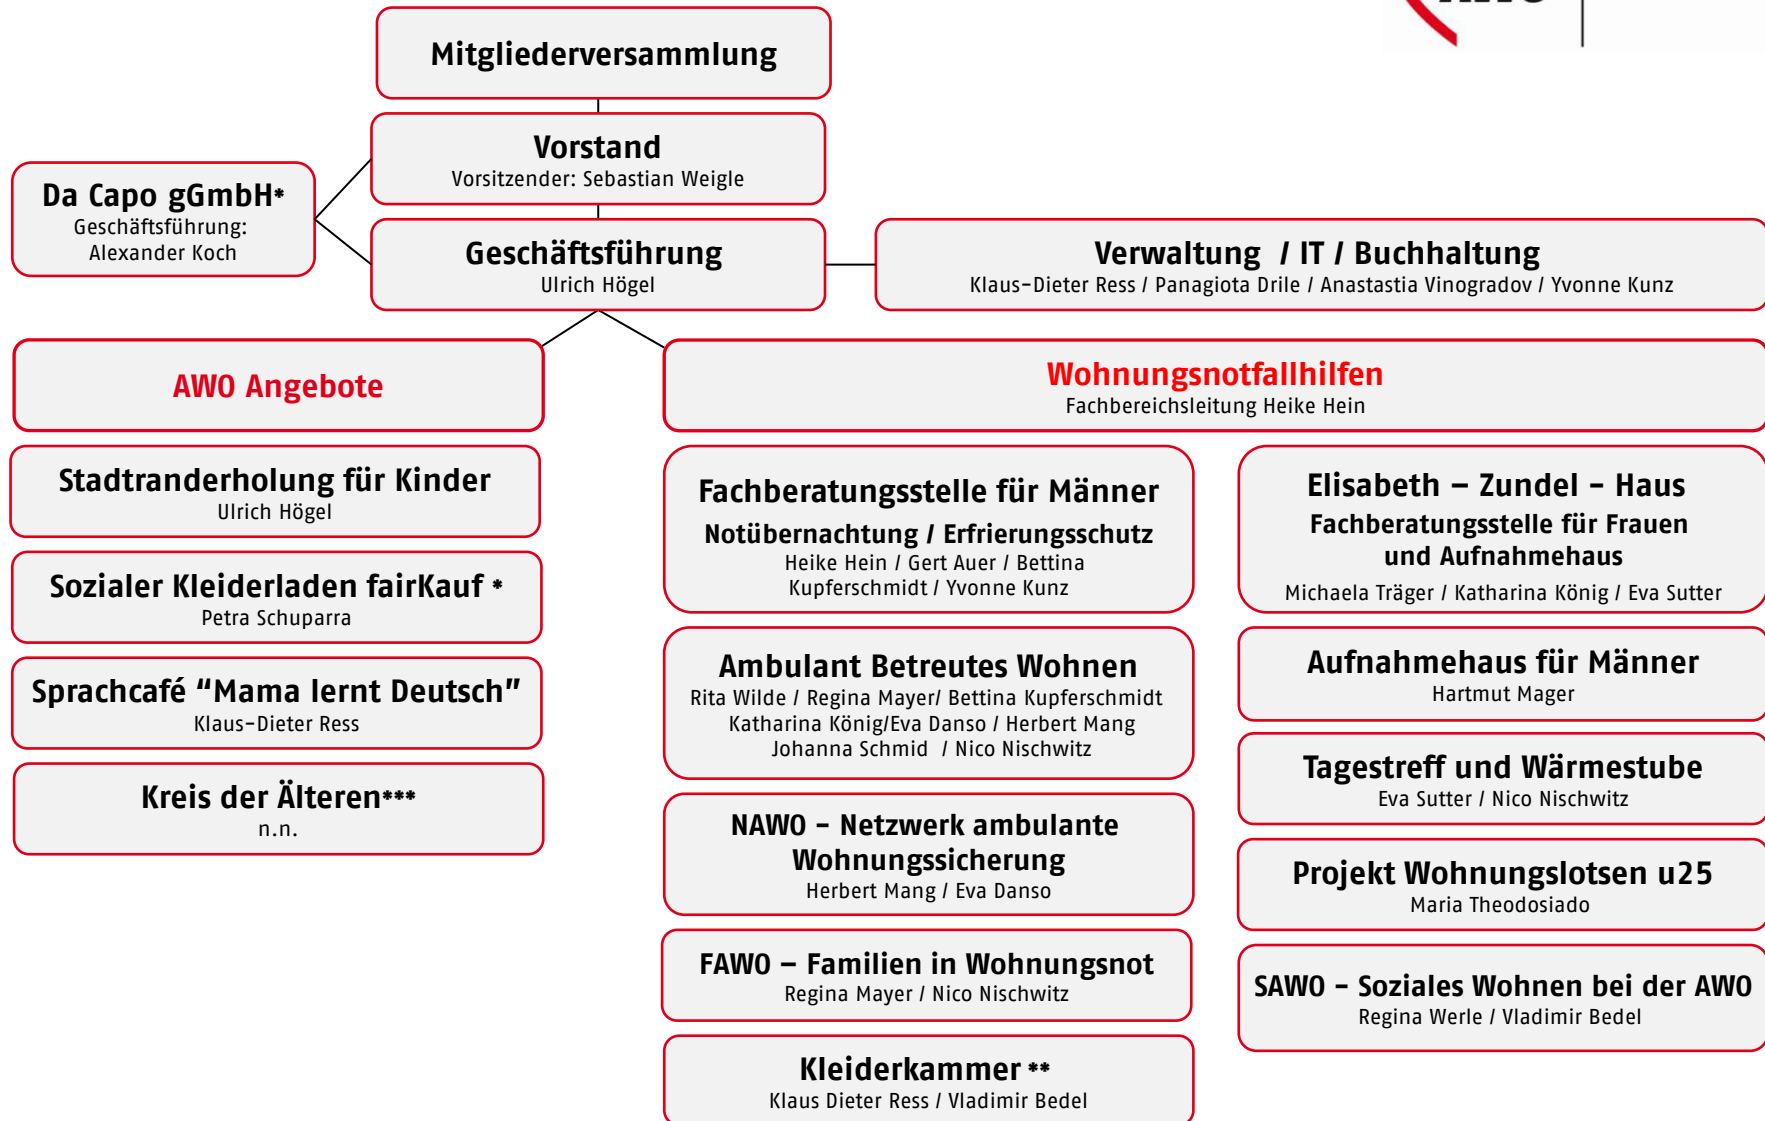 Mitgliederversammlung
Vorstand
Vorsitzender: Sebastian Weigle
Da Capo gGmbH*
Geschäftsführung:
Alexander Koch
Geschäftsführung
Ulrich Högel
Verwaltung / IT / Buchhaltung
Klaus-Dieter Ress / Panagiota Drile / Anastastia Vinogradov / Yvonne Kunz
AWO Angebote
Stadtranderholung für Kinder
Ulrich Högel
Sozialer Kleiderladen fairKauf *
Petra Schuparra
Sprachcafé “Mama lernt Deutsch”
Klaus-Dieter Ress
Kreis der Älteren***
n.n.
Wohnungsnotfallhilfen
Fachbereichsleitung Heike Hein
Fachberatungsstelle für Männer
Notübernachtung / Erfrierungsschutz
Heike Hein / Gert Auer / Bettina
Kupferschmidt / Yvonne Kunz
Ambulant Betreutes Wohnen
Rita Wilde / Regina Mayer/ Bettina Kupferschmidt
Katharina König/Eva Danso / Herbert Mang
Johanna Schmid / Nico Nischwitz
NAWO - Netzwerk ambulante
Wohnungssicherung
Herbert Mang / Eva Danso
FAWO – Familien in Wohnungsnot
Regina Mayer / Nico Nischwitz
Kleiderkammer **
Klaus Dieter Ress / Vladimir Bedel
Elisabeth – Zundel - Haus
Fachberatungsstelle für Frauen
und Aufnahmehaus
Michaela Träger / Katharina König / Eva Sutter
Aufnahmehaus für Männer
Hartmut Mager
Tagestreff und Wärmestube
Eva Sutter / Nico Nischwitz
Projekt Wohnungslotsen u25
Maria Theodosiado
SAWO - Soziales Wohnen bei der AWO
Regina Werle / Vladimir Bedel